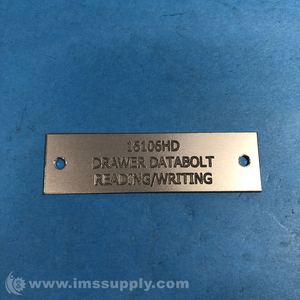 16106HD
DRAWER DATABOLT
READING/WRITING
www.imssupply.com